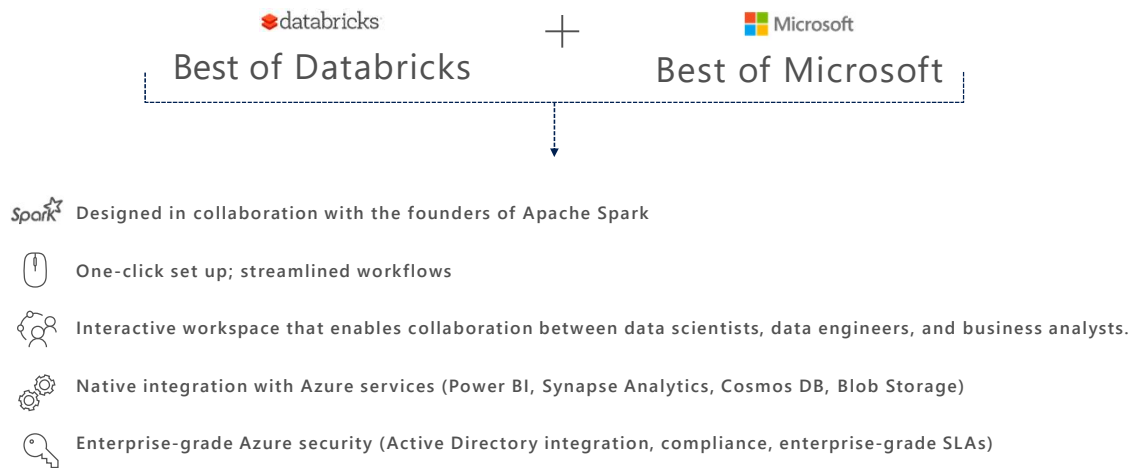 databricks
Microsoft
Best of Databricks
Best of Microsoft
Spark Designed in collaboration with the founders of Apache Spark
One-click set up; streamlined workflows
Interactive workspace that enables collaboration between data scientists, data engineers, and business analysts.
Native integration with Azure services (Power BI, Synapse Analytics, Cosmos DB, Blob Storage)
Enterprise-grade Azure security (Active Directory integration, compliance, enterprise-grade SLAs)